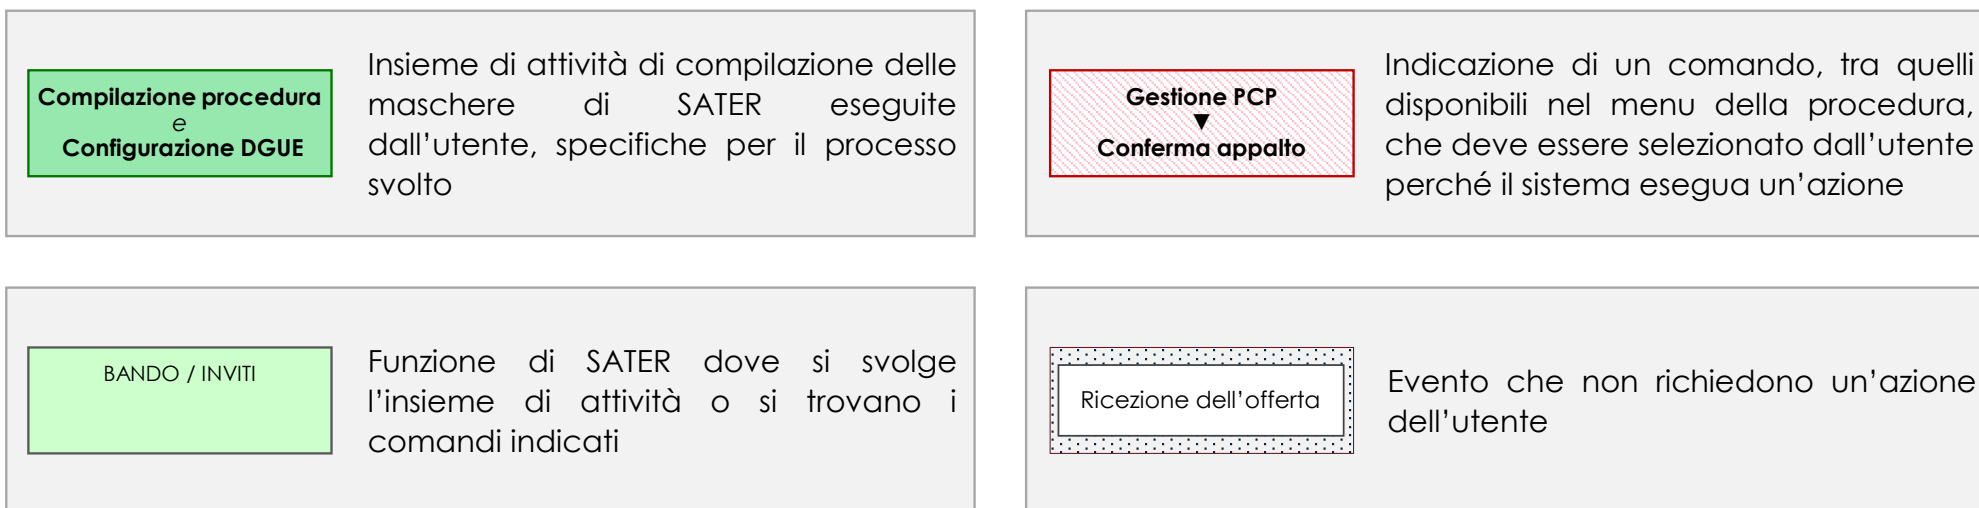 Compilazione procedura
e
Configurazione DGUE
Insieme di attività di compilazione delle
maschere di SATER eseguite
dall’utente, specifiche per il processo
svolto
Gestione PCP
▼
Conferma appalto
Indicazione di un comando, tra quelli
disponibili nel menu della procedura,
che deve essere selezionato dall’utente
perché il sistema esegua un’azione
BANDO / INVITI
Funzione di SATER dove si svolge
l’insieme di attività o si trovano i
comandi indicati
Ricezione dell’offerta
Evento che non richiedono un’azione
dell’utente